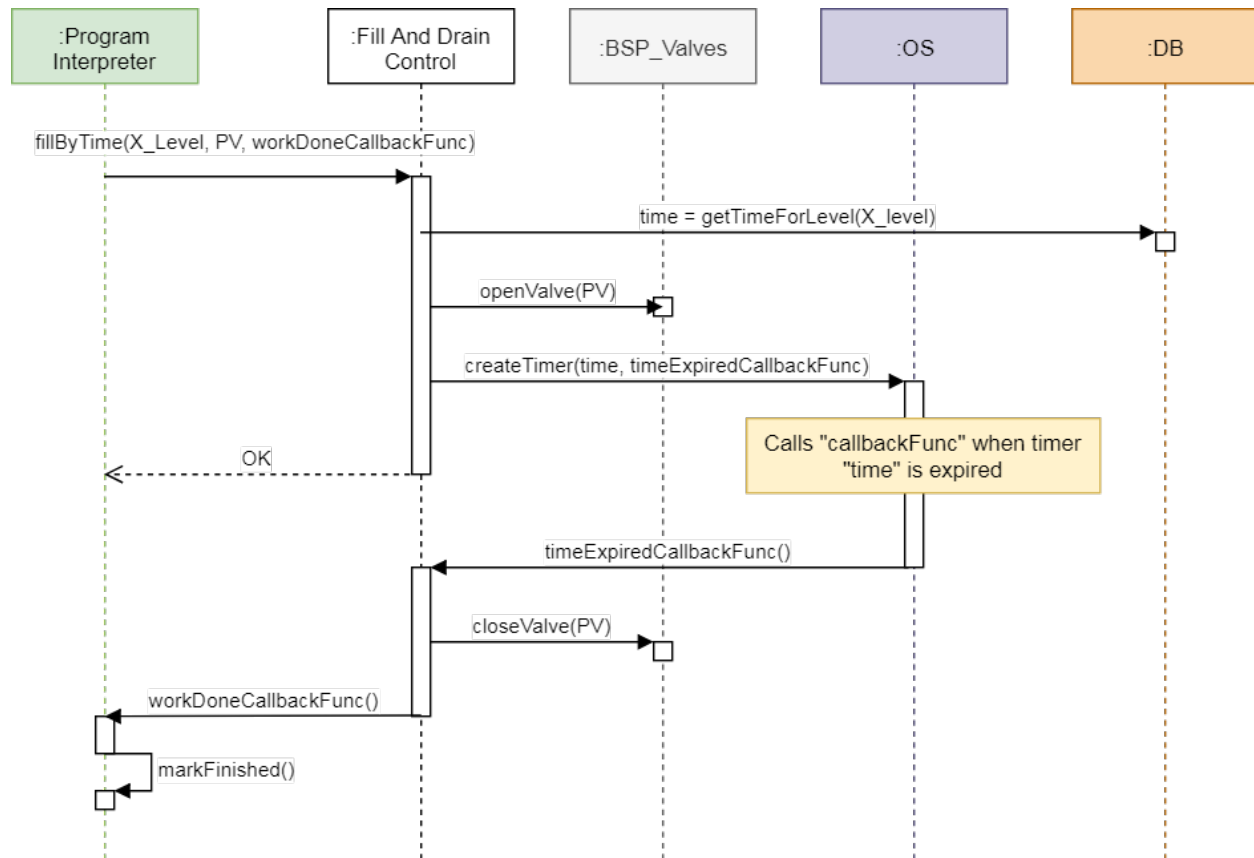 :Program
Interpreter
:Fill And Drain
Control
:BSP_Valves
:OS
:DB
fillByTime(X_Level, PV, workDoneCallbackFunc)
time = getTimeForLevel(X_level)
openValve(PV)
createTimer(time, timeExpiredCallbackFunc)
Calls "callbackFunc" when timer
"time" is expired
OK
timeExpiredCallbackFunc()
closeValve(PV)
workDoneCallbackFunc()
markFinished()